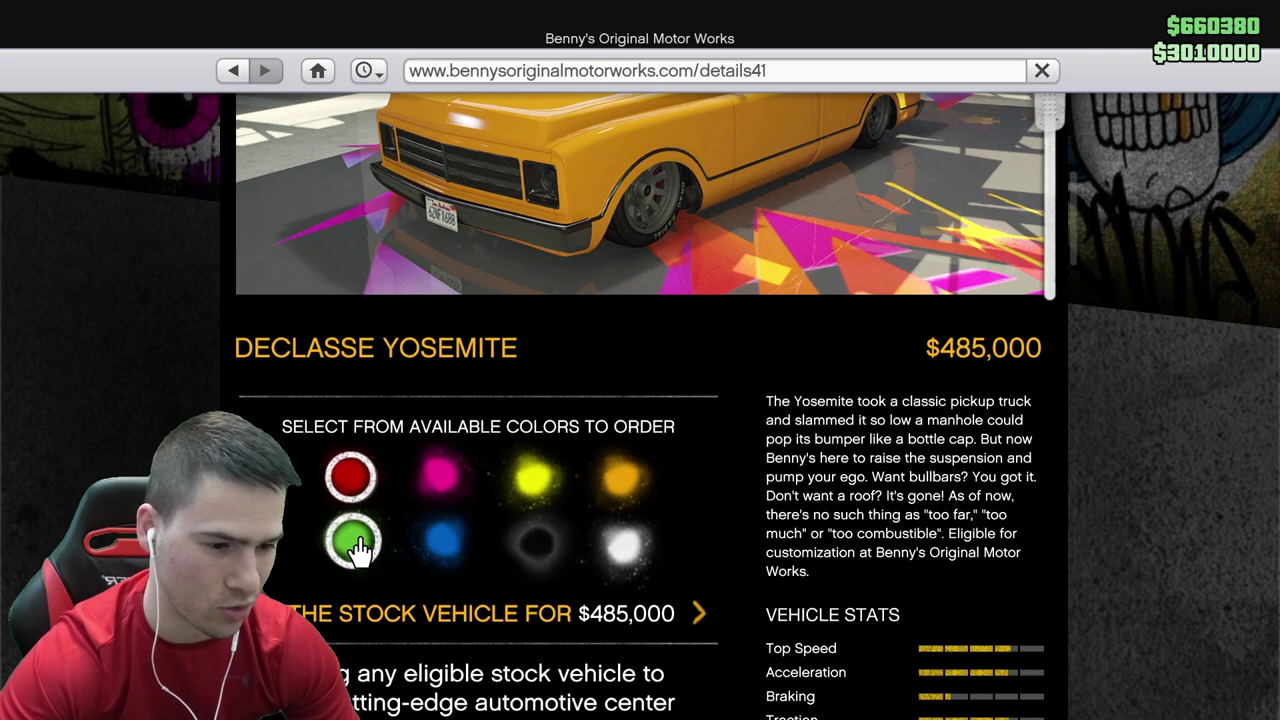 $660380
Benny's Original Motor Works
$3010000
www.bennysoriginalmotorworks.com/details41
DECLASSE YOSEMITE
$485,000
SELECT FROM AVAILABLE COLORS TO ORDER
THE STOCK VEHICLE FOR $485,000
g any eligible stock vehicle to
tting-edge automotive center
The Yosemite took a classic pickup truck
and slammed it so low a manhole could
pop its bumper like a bottle cap. But now
Benny's here to raise the suspension and
pump your ego. Want bullbars? You got it.
Don't want a roof? It's gone! As of now,
there's no such thing as "too far," "too
much" or "too combustible". Eligible for
customization at Benny's Original Motor
Works.
VEHICLE STATS
Top Speed
Acceleration
Braking
Traction